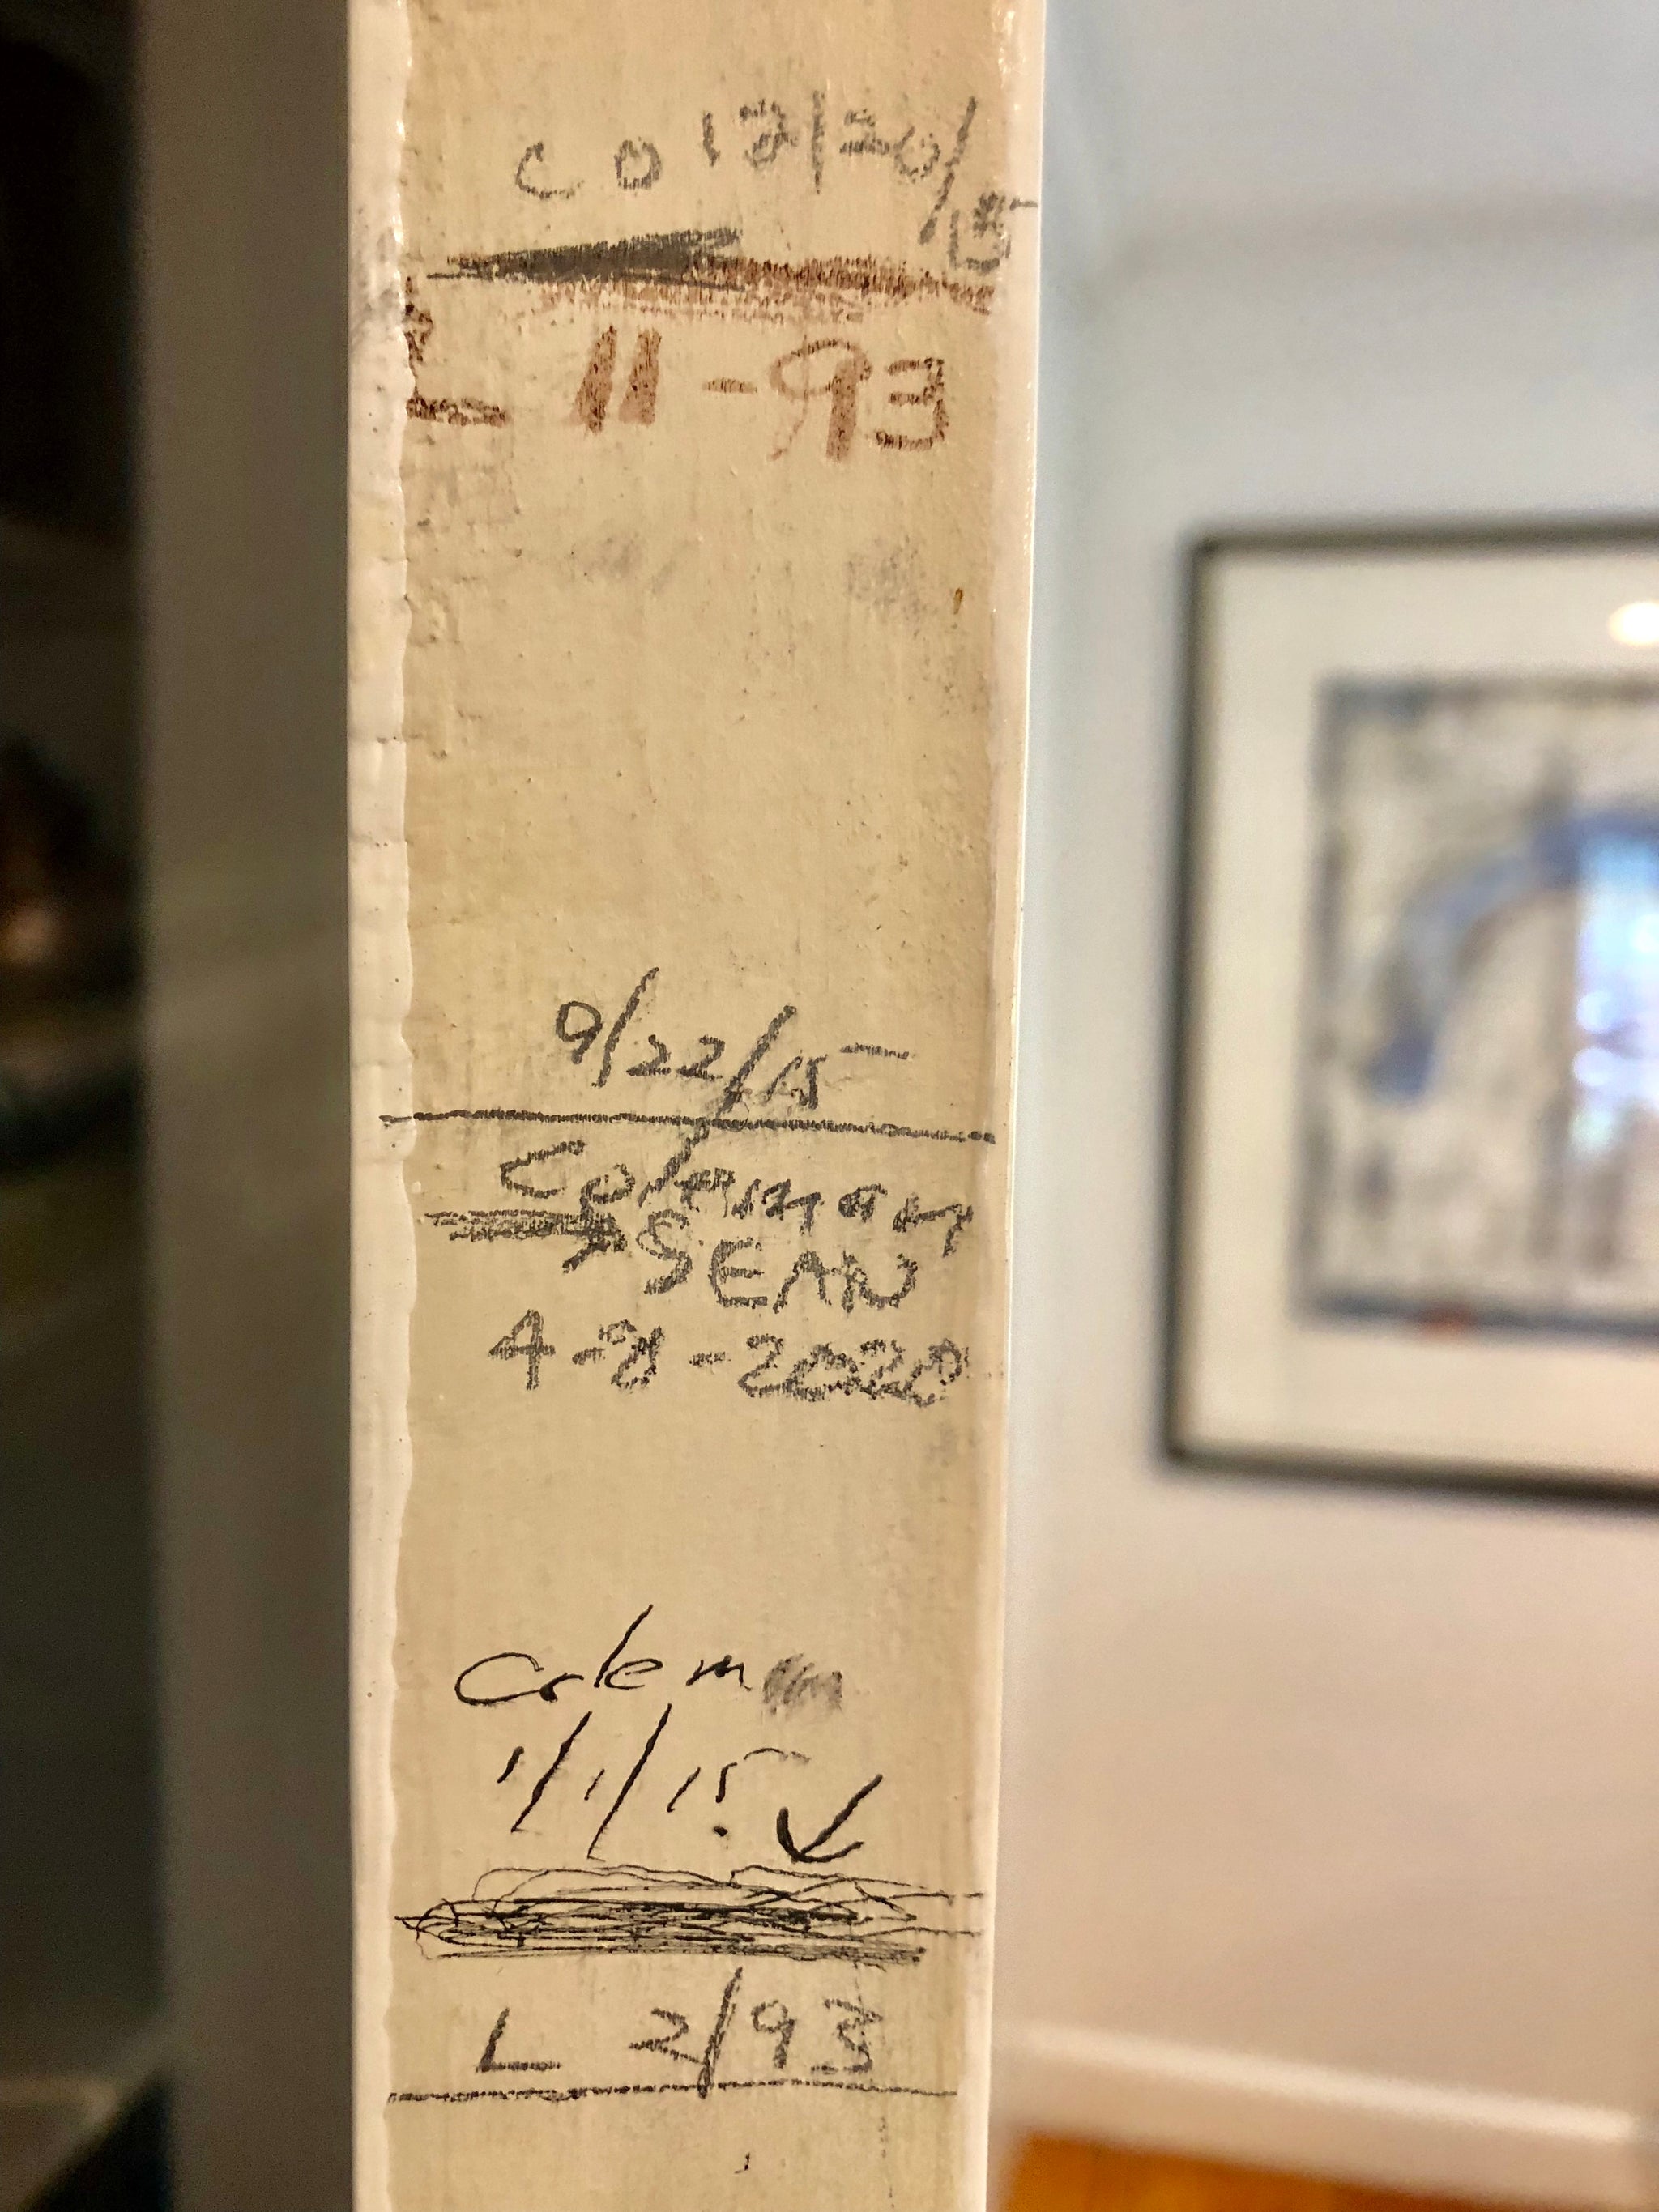 CO 12/20/15
L 11-93
9/22/15
Coleman
SEAN
4-21-2020
Colem
1/1/15
L 2/93